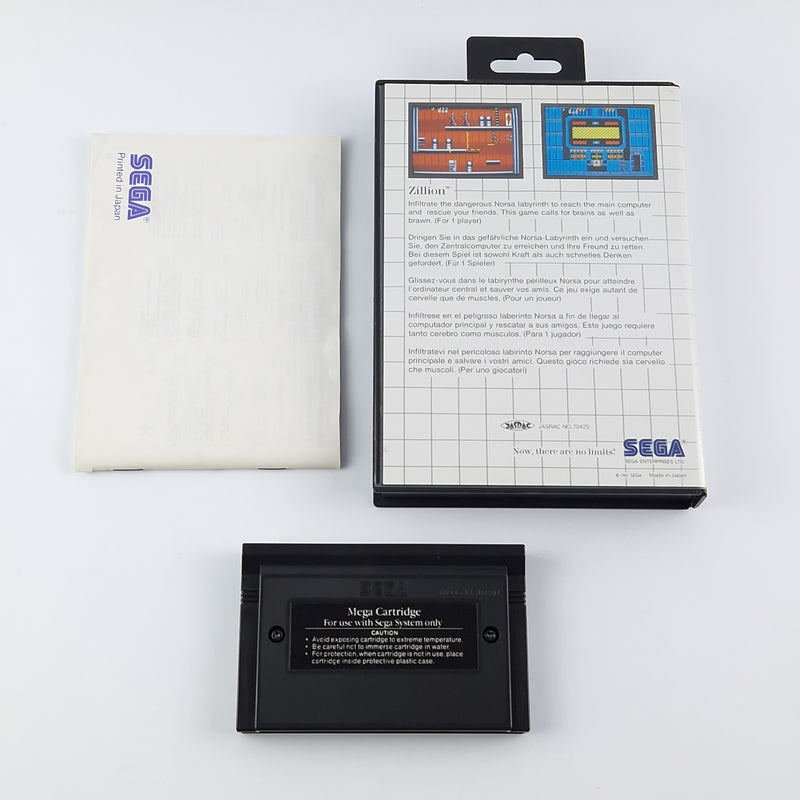 SEGA®
Printed in Japan
Zillion™
Infiltrate the dangerous Norsa labyrinth to reach the main computer
and rescue your friends. This game calls for brains as well as
brawn. (For 1 player)
Dringen Sie in das gefährliche Norsa-Labyrinth ein und versuchen
Sie, den Zentralcomputer zu erreichen und Ihre Freund zu retten.
Bei diesem Spiel ist sowohl Kraft als auch schnelles Denken
gefordert. (Für 1 Spieler)
Glissez-vous dans le labirynthe périlleux Norsa pour atteindre
l'ordinateur central et sauver vos amis. Ce jeu exige autant de
cervelle que de muscles. (Pour un joueur)
Infiltrese en el peligroso laberinto Norsa a fin de llegar al
computador principal y rescatar a sus amigos. Este juego requiere
tanto cerebro como músculos. (Para 1 jugador)
Infiltratevi nel pericoloso labirinto Norsa per raggiungere il computer
principale e salvare i vostri amici. Questo gioco richiede sia cervello
che muscoli. (Per uno giocatori)
JASRAC JASRAC NO. 70425
Now, there are no limits! SEGA®
SEGA ENTERPRISES LTD.
© 1987 SEGA Made in Japan
SEGA MADE IN JAPAN
Mega Cartridge
For use with Sega System only
CAUTION
• Avoid exposing cartridge to extreme temperature.
• Be careful not to immerse cartridge in water.
• For protection, when cartridge is not in use, place
cartridge inside protective plastic case.